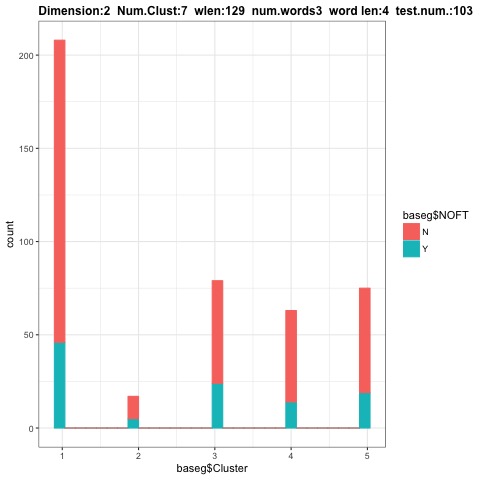 Dimension:2 Num.Clust:7 wlen:129 num.words3 word len:4 test.num.:103
200
150
100
50
0
count
1 2 3 4 5
baseg$Cluster
baseg$NOFT
N
Y